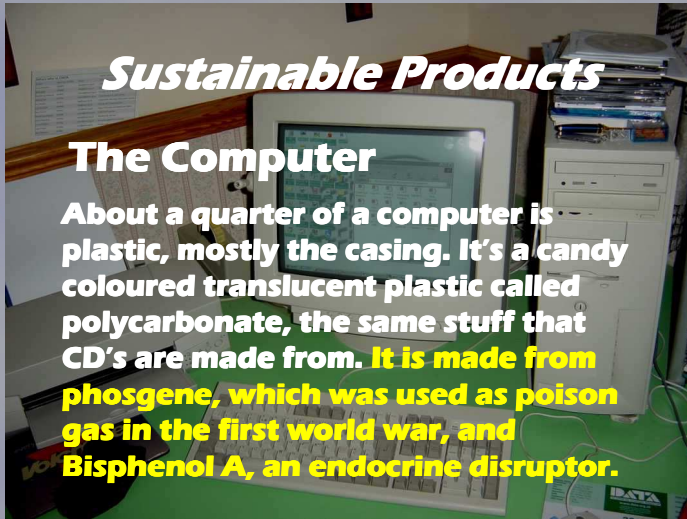 Sustainable Products
The Computer
About a quarter of a computer is
plastic, mostly the casing. It's a candy
coloured translucent plastic called
polycarbonate, the same stuff that
CD's are made from. It is made from
phosgene, which was used as poison
gas in the first world war, and
Bisphenol A, an endocrine disruptor.
DATA